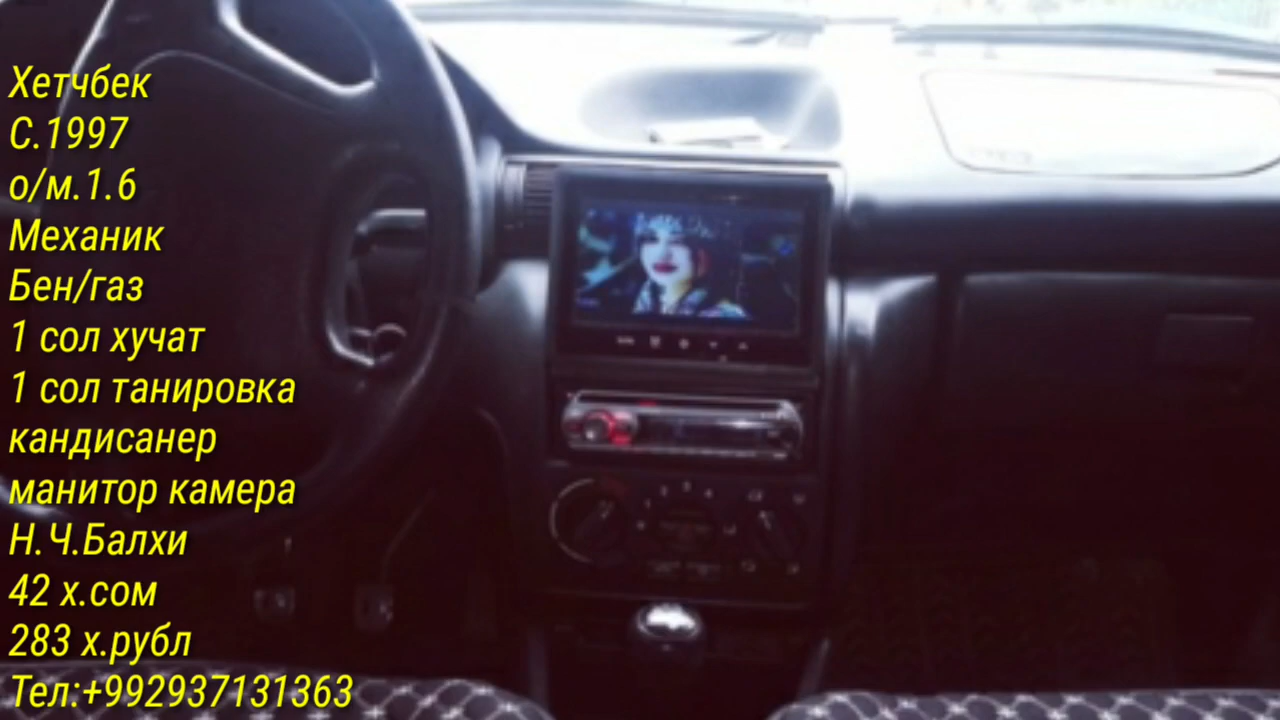 Хетчбек
С.1997
о/м.1.6
Механик
Бен/газ
1 сол хучат
1 сол танировка
кандисанер
манитор камера
Н.Ч.Балхи
42 х.сом
283 х.рубл
Тел:+992937131363